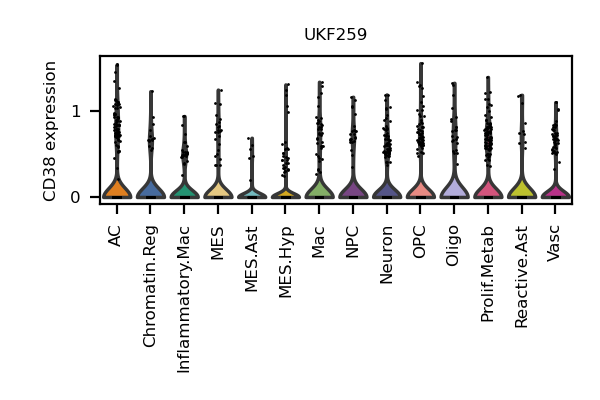 UKF259
CD38 expression
1
0
AC
Chromatin.Reg
Inflammatory.Mac
MES
MES.Ast
MES.Hyp
Mac
NPC
Neuron
OPC
Oligo
Prolif.Metab
Reactive.Ast
Vasc